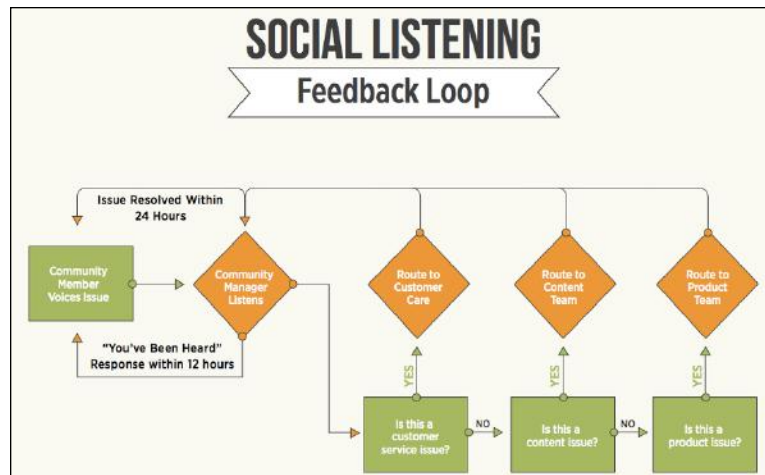 SOCIAL LISTENING
Feedback Loop
Issue Resolved Within
24 Hours
Community
Member
Voices Issue
Community
Manager
Listens
Route to
Customer
Care
Route to
Content
Team
Route to
Product
Team
"You've Been Heard"
Response within 12 hours
YES
YES
YES
Is this a
customer
service issue?
NO
Is this a
content issue?
NO
Is this a
product issue?